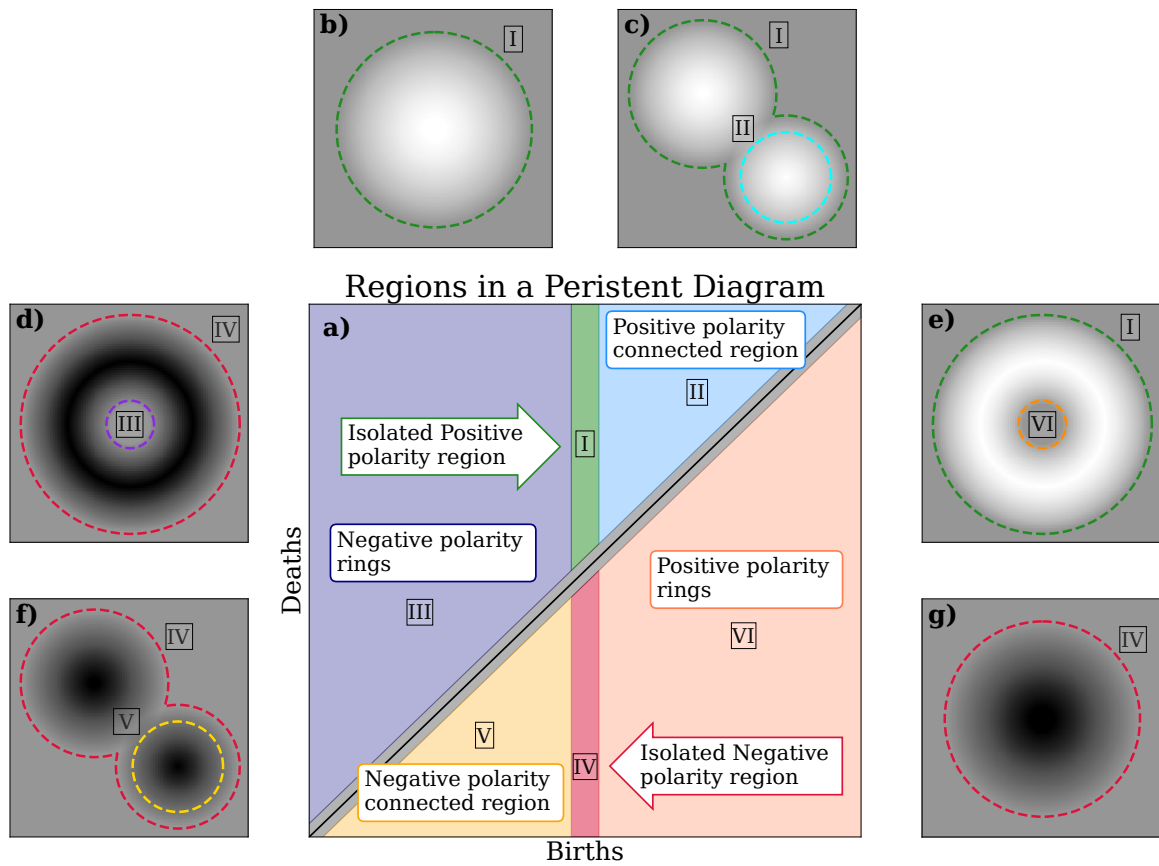 b)
I
c)
I
II
Regions in a Peristent Diagram
d)
IV
III
a)
Positive polarity
connected region
II
Isolated Positive
polarity region
I
Negative polarity
rings
III
Positive polarity
rings
VI
V
Negative polarity
connected region
IV
Isolated Negative
polarity region
Deaths
Births
e)
I
VI
f)
IV
V
g)
IV